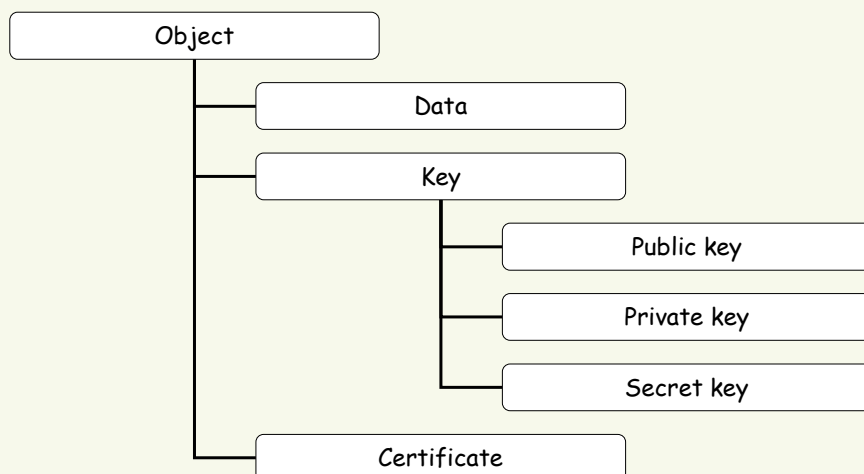 Object
Data
Key
Public key
Private key
Secret key
Certificate